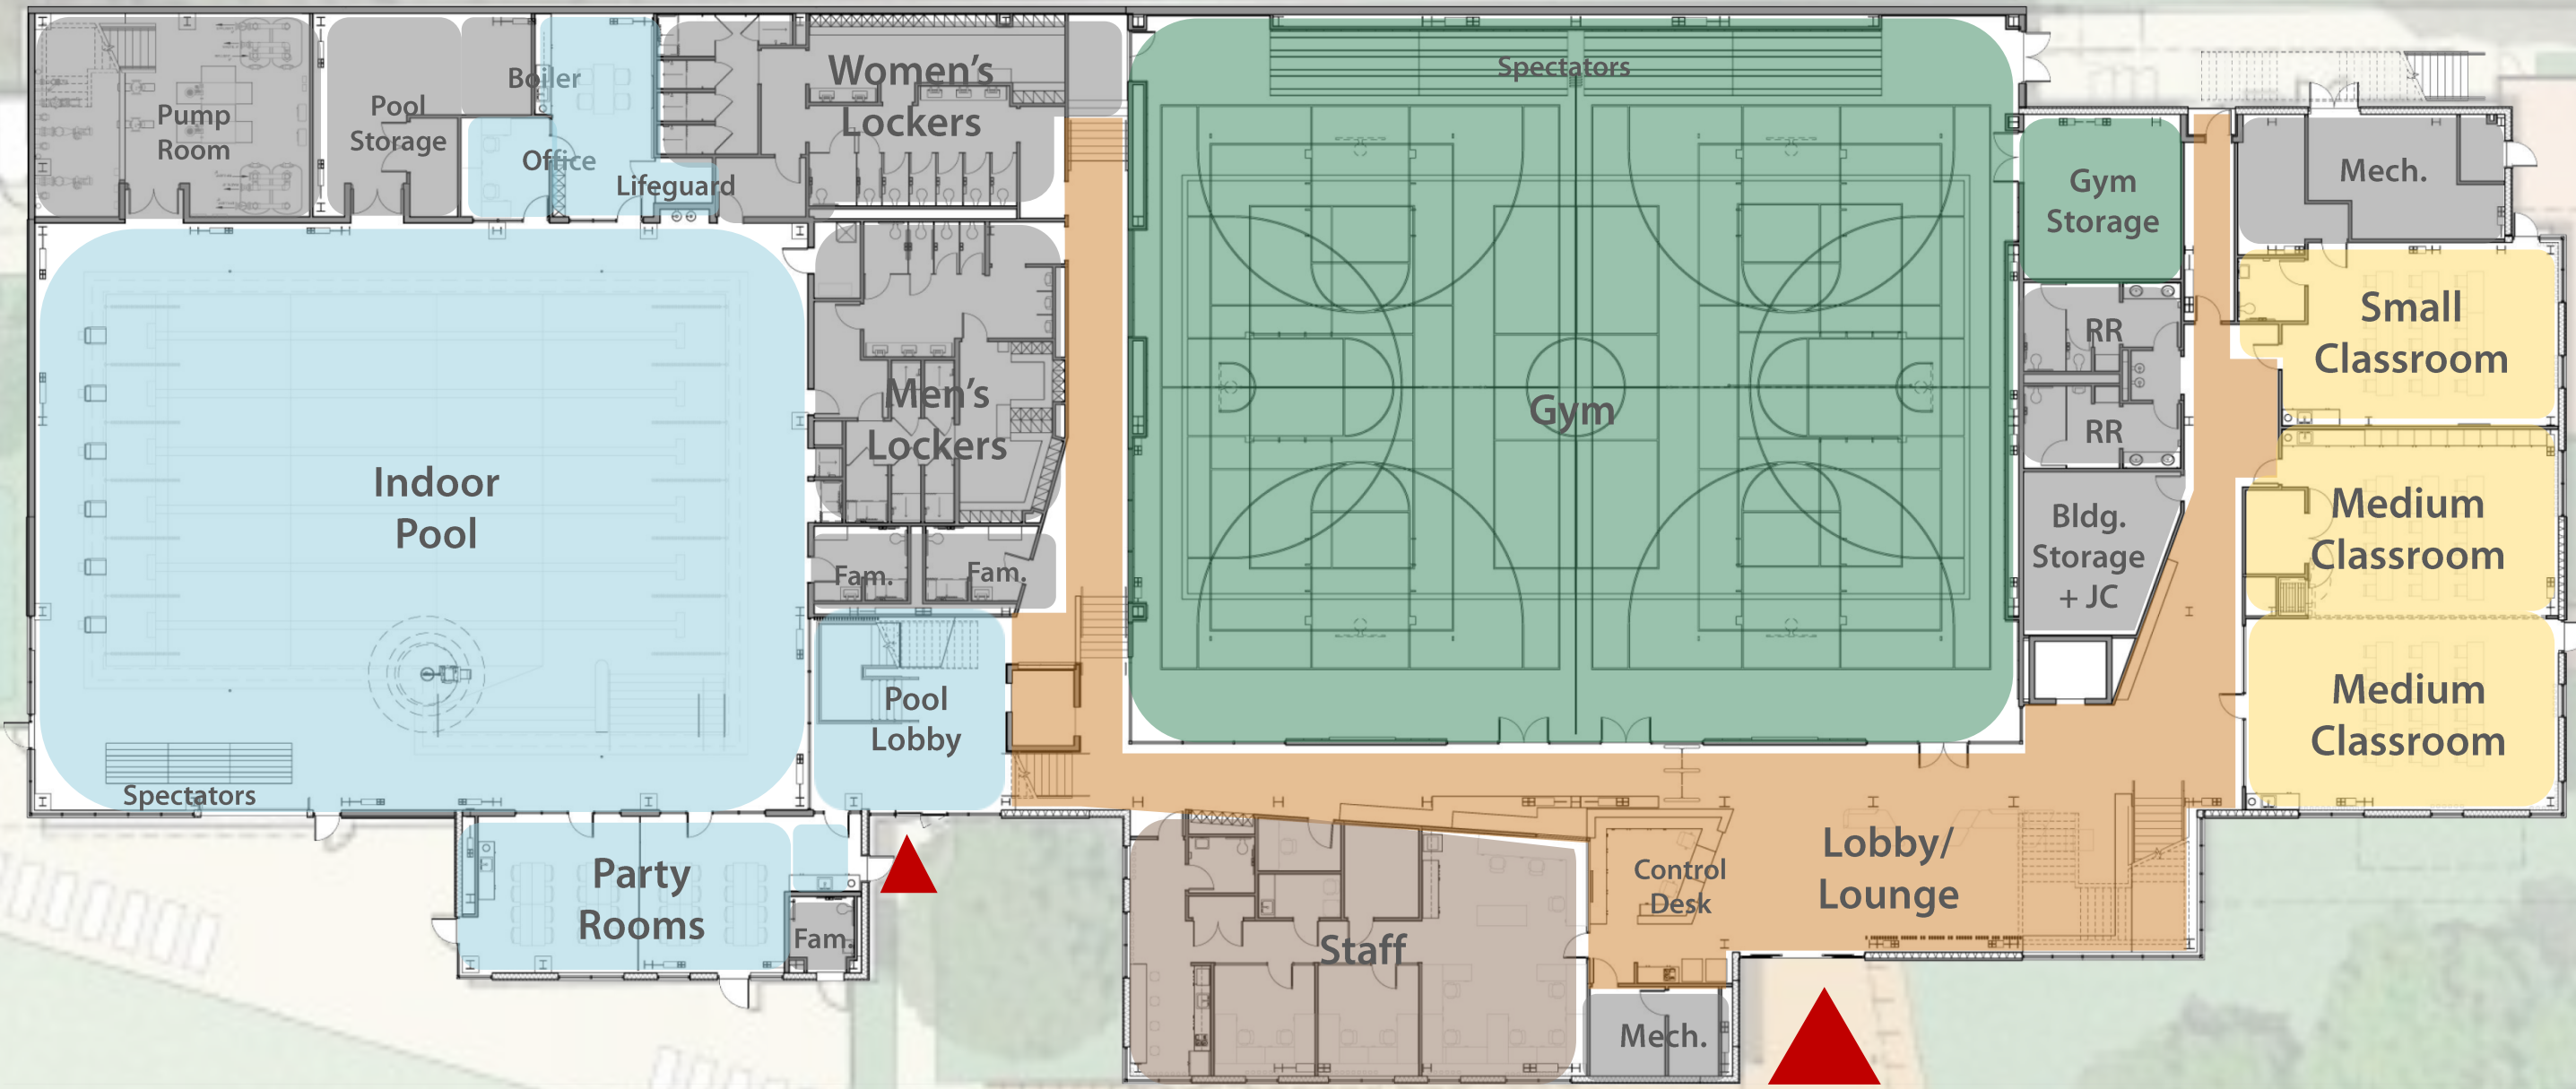 Pump
Room
Pool
Storage
Boiler
Office
Lifeguard
Women's
Lockers
Spectators
Gym
Storage
Mech.
Small
Classroom
RR
RR
Men's
Lockers
Gym
Indoor
Pool
Medium
Classroom
Bldg.
Storage
+ JC
Fam.
Fam.
Pool
Lobby
Medium
Classroom
Spectators
Party
Rooms
Fam.
Staff
Control
Desk
Lobby/
Lounge
Mech.